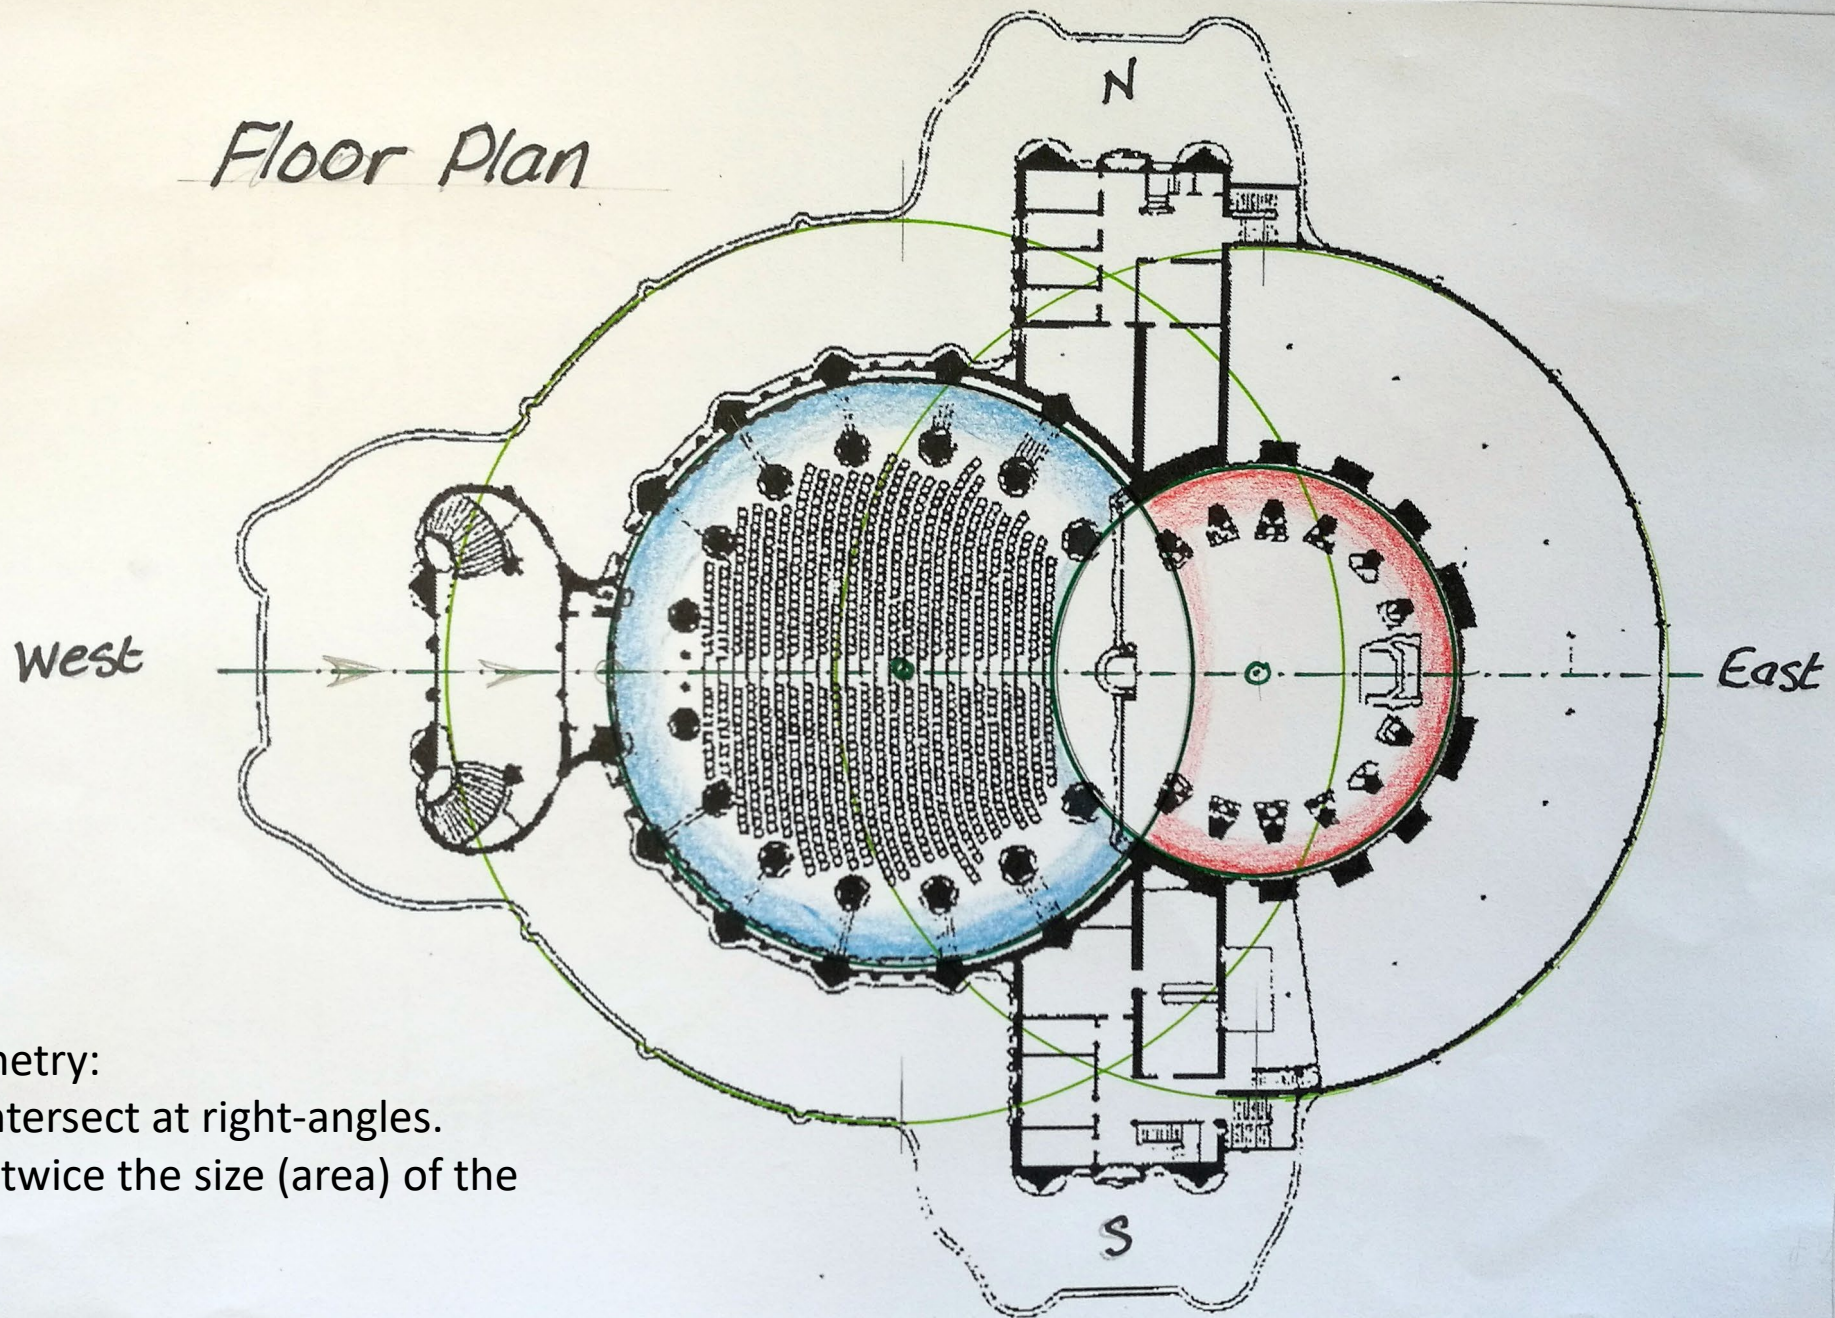 Floor Plan
N
West
East
netry:
ntersect at right-angles.
twice the size (area) of the
S